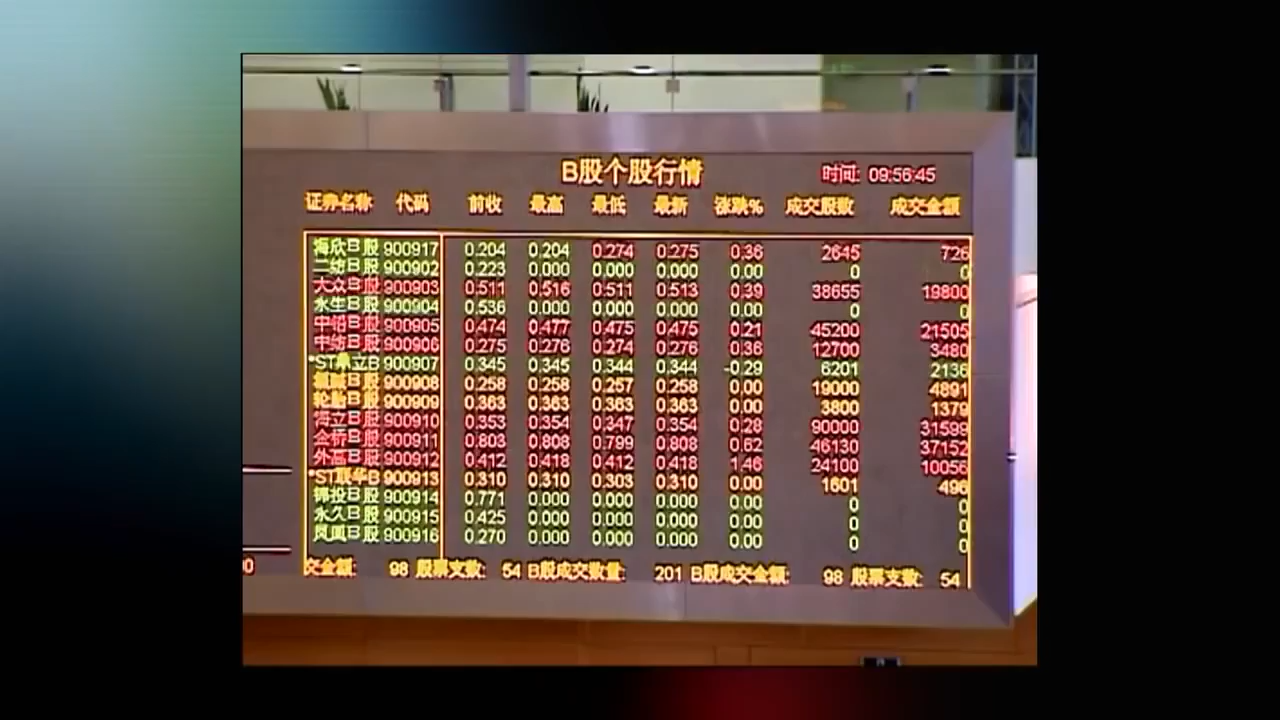 B股个股行情 时间: 09:56:45
证券名称 代码 前收 最高 最低 最新 涨跌% 成交股数 成交金额
海欣B股 900917 0.204 0.204 0.274 0.275 0.36 2645 726
二纺B股 900902 0.223 0.000 0.000 0.000 0.00 0 0
大众B股 900903 0.511 0.516 0.511 0.513 0.39 38655 19800
永生B股 900904 0.536 0.000 0.000 0.000 0.00 0 0
中铅B股 900905 0.474 0.477 0.475 0.475 0.21 45200 21505
中纺B股 900906 0.275 0.276 0.274 0.276 0.36 12700 3480
*ST鼎立B 900907 0.345 0.345 0.344 0.344 -0.29 6201 2136
B股 900908 0.258 0.258 0.257 0.258 0.00 19000 4891
轮胎B股 900909 0.363 0.363 0.363 0.363 0.00 3800 1379
海立B股 900910 0.353 0.354 0.347 0.354 0.28 90000 31599
金桥B股 900911 0.803 0.808 0.799 0.808 0.62 46130 37152
外高B股 900912 0.412 0.418 0.412 0.418 1.46 24100 10056
*ST联华B 900913 0.310 0.310 0.303 0.310 0.00 1601 496
锦投B股 900914 0.771 0.000 0.000 0.000 0.00 0 0
永久B股 900915 0.425 0.000 0.000 0.000 0.00 0 0
凤凰B股 900916 0.270 0.000 0.000 0.000 0.00 0 0
交金额: 98 股票支数: 54 B股成交数量: 201 B股成交金额: 98 股票支数: 54